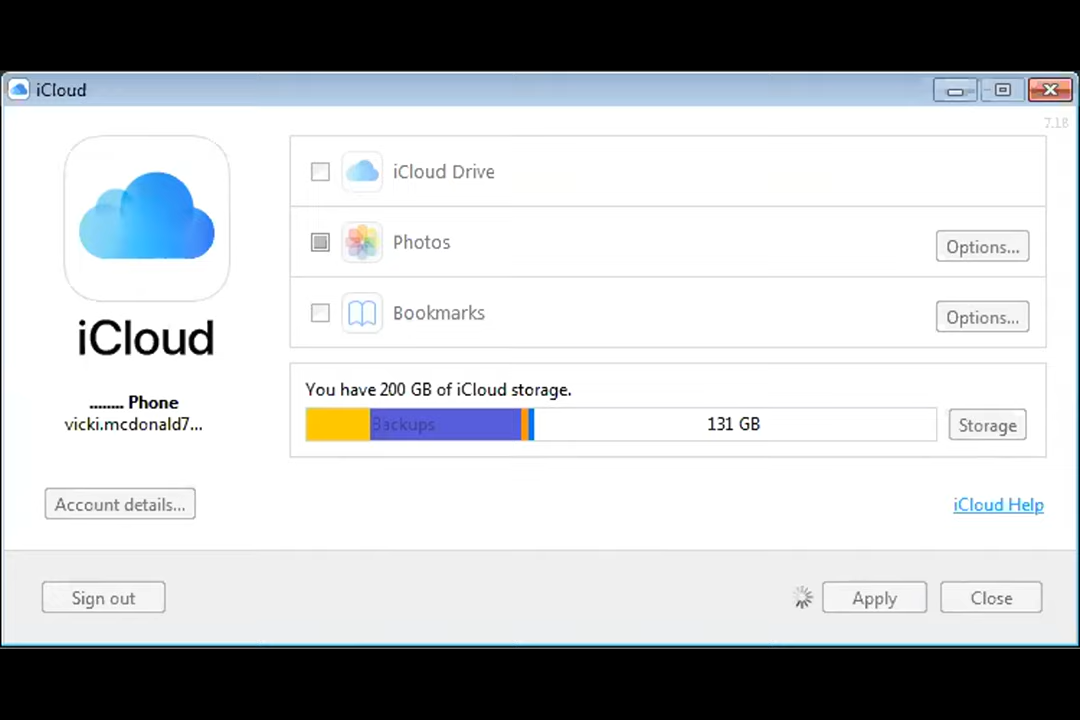 iCloud
7.18
iCloud Drive
Photos
Options...
Bookmarks
Options...
iCloud
........ Phone
vicki.mcdonald7...
You have 200 GB of iCloud storage.
Backups
131 GB
Storage
Account details...
iCloud Help
Sign out
Apply
Close